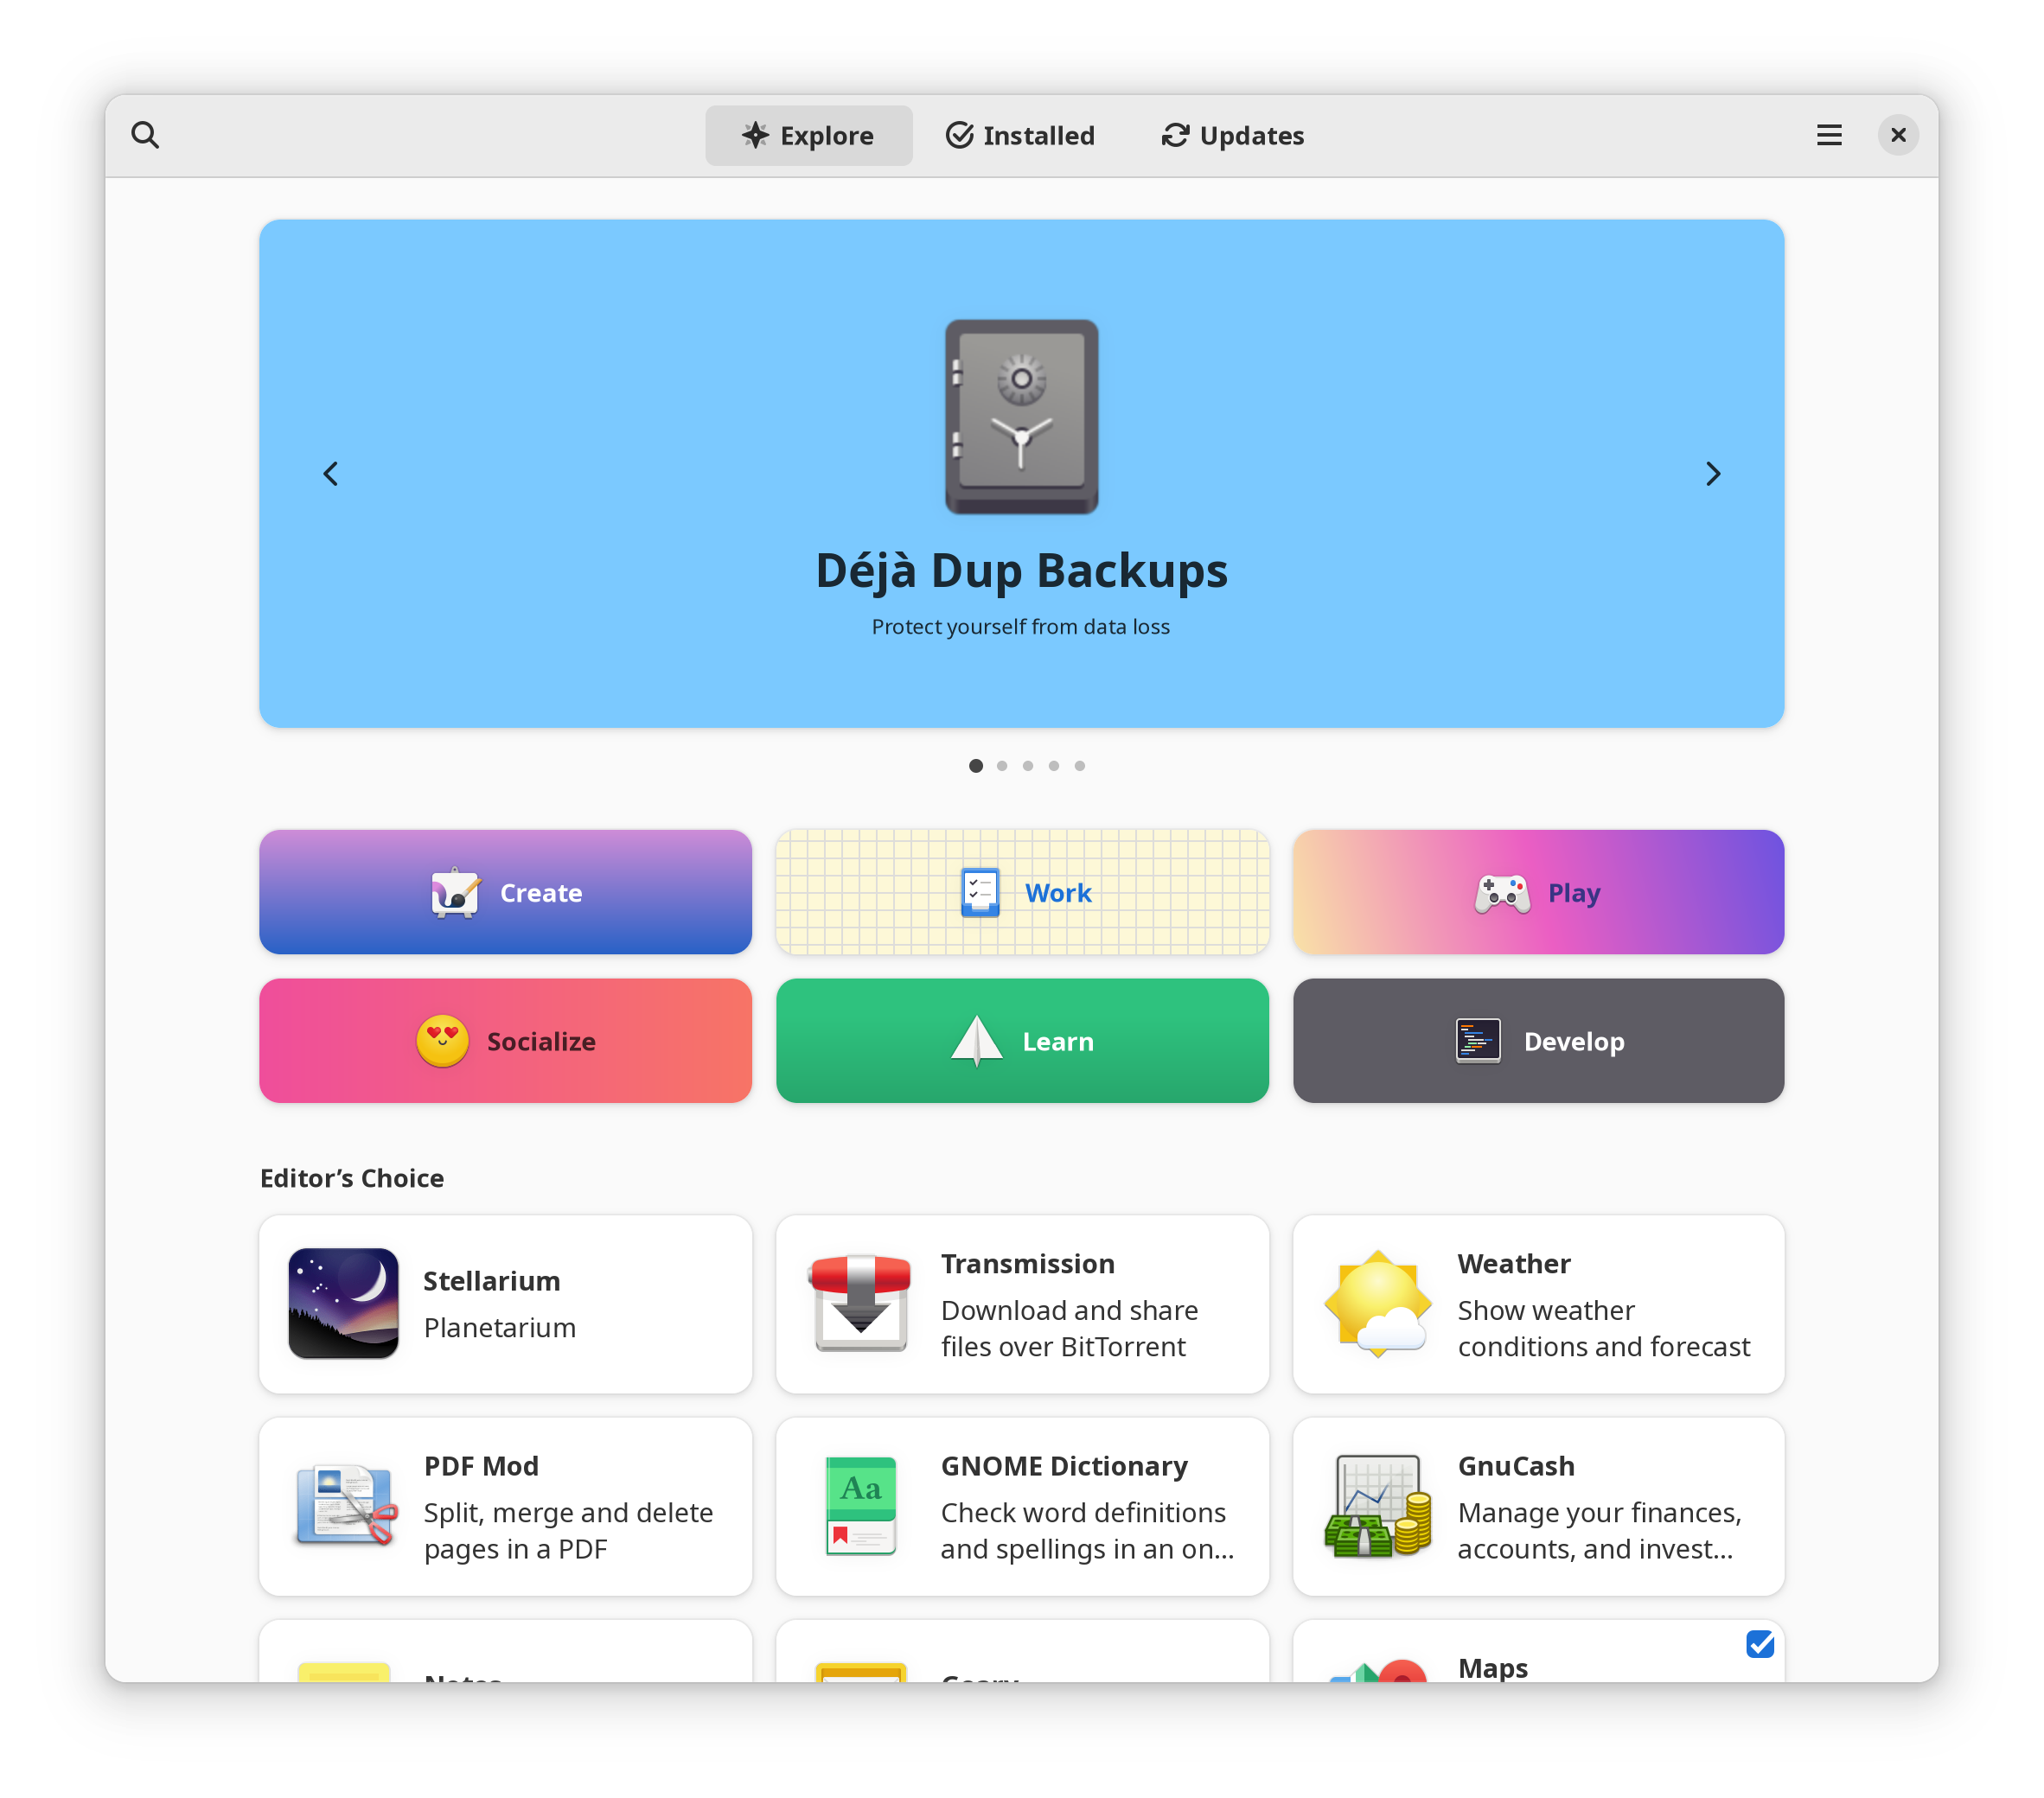 Explore
Installed
Updates
Déjà Dup Backups
Protect yourself from data loss
Create
Work
Play
Socialize
Learn
Develop
Editor’s Choice
Stellarium
Planetarium
Transmission
Download and share
files over BitTorrent
Weather
Show weather
conditions and forecast
PDF Mod
Split, merge and delete
pages in a PDF
Aa
GNOME Dictionary
Check word definitions
and spellings in an on…
GnuCash
Manage your finances,
accounts, and invest…
Notes
Geary
Maps